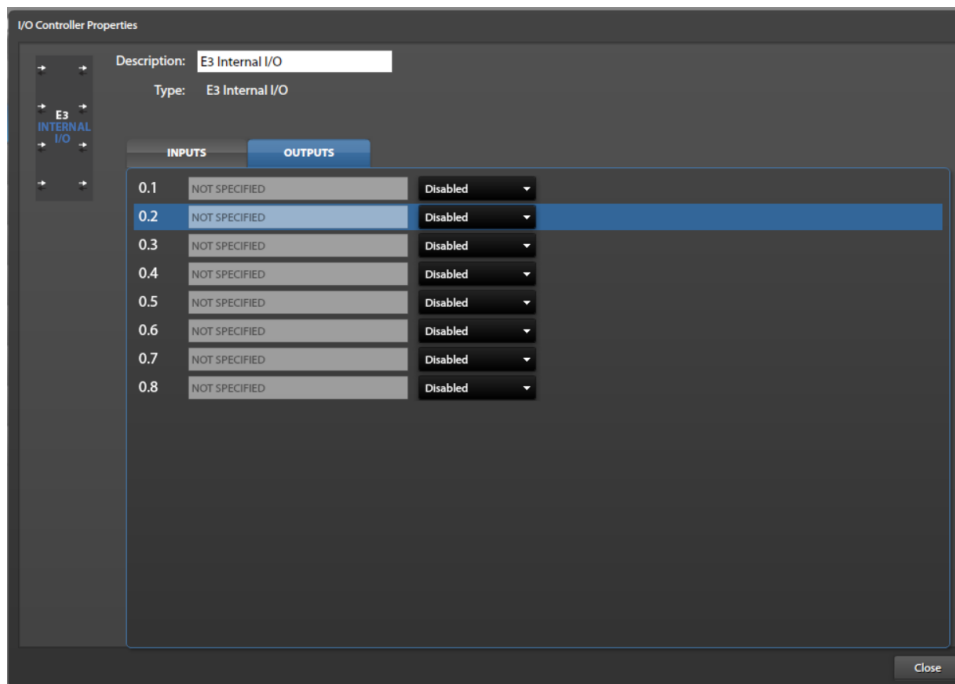 I/O Controller Properties
Description: E3 Internal I/O
Type: E3 Internal I/O
E3
INTERNAL
I/O
INPUTS OUTPUTS
0.1 NOT SPECIFIED Disabled
0.2 NOT SPECIFIED Disabled
0.3 NOT SPECIFIED Disabled
0.4 NOT SPECIFIED Disabled
0.5 NOT SPECIFIED Disabled
0.6 NOT SPECIFIED Disabled
0.7 NOT SPECIFIED Disabled
0.8 NOT SPECIFIED Disabled
Close